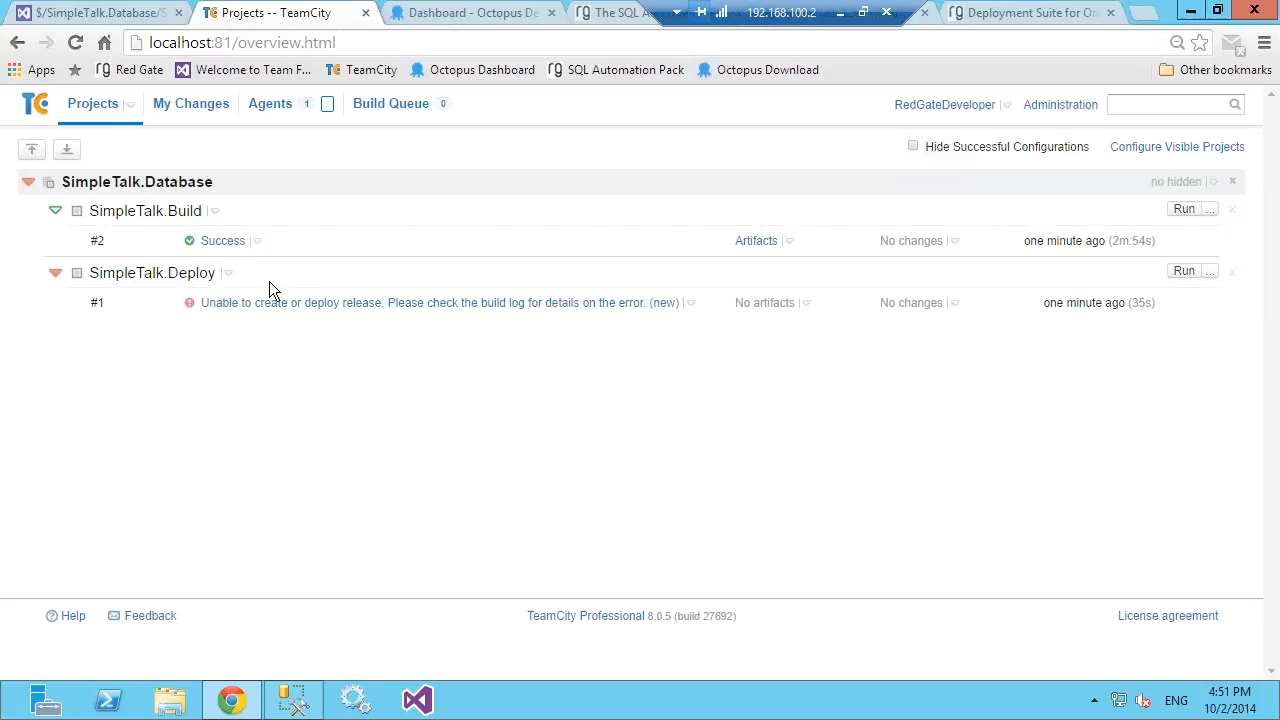 $/SimpleTalk.Database/S
Projects -- TeamCity
Dashboard - Octopus De
The SQL A
192.168.100.2
Deployment Suite for Ora
localhost:81/overview.html
Apps
Red Gate
Welcome to Team F...
TeamCity
Octopus Dashboard
SQL Automation Pack
Octopus Download
Other bookmarks
TC
Projects
My Changes
Agents 1
Build Queue 0
RedGateDeveloper
Administration
Hide Successful Configurations
Configure Visible Projects
SimpleTalk.Database
no hidden
SimpleTalk.Build
Run ...
#2
Success
Artifacts
No changes
one minute ago (2m:54s)
SimpleTalk.Deploy
Run ...
#1
Unable to create or deploy release. Please check the build log for details on the error. (new)
No artifacts
No changes
one minute ago (35s)
Help
Feedback
TeamCity Professional 8.0.5 (build 27692)
License agreement
ENG
4:51 PM
10/2/2014